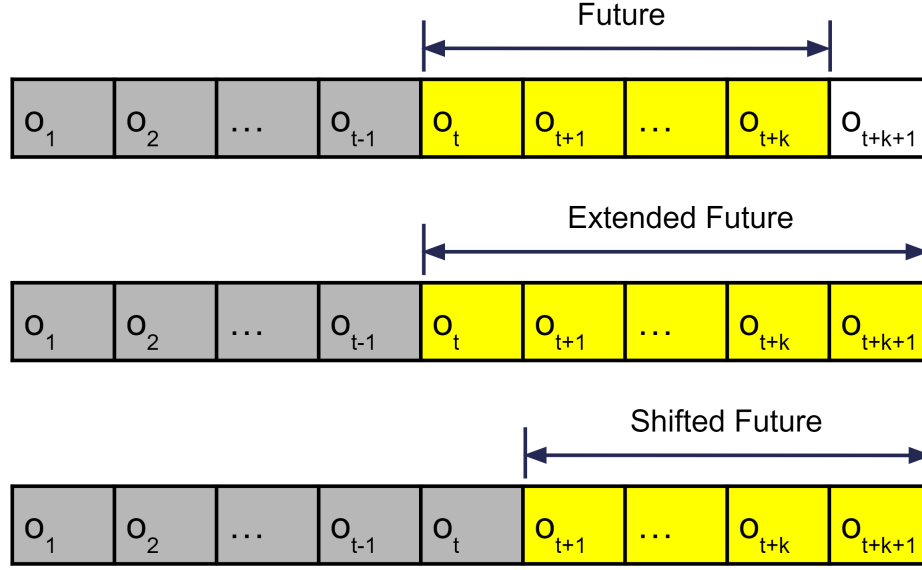 Future
o₁ o₂ ... oₜ₋₁ oₜ oₜ₊₁ ... oₜ₊ₖ oₜ₊ₖ₊₁
Extended Future
o₁ o₂ ... oₜ₋₁ oₜ oₜ₊₁ ... oₜ₊ₖ oₜ₊ₖ₊₁
Shifted Future
o₁ o₂ ... oₜ₋₁ oₜ oₜ₊₁ ... oₜ₊ₖ oₜ₊ₖ₊₁